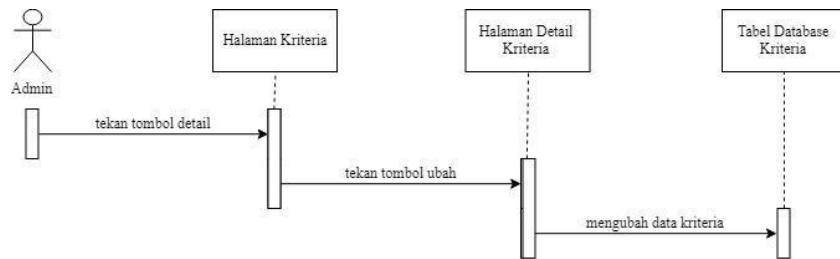 Halaman Kriteria
Halaman Detail
Kriteria
Tabel Database
Kriteria
Admin
tekan tombol detail
tekan tombol ubah
mengubah data kriteria